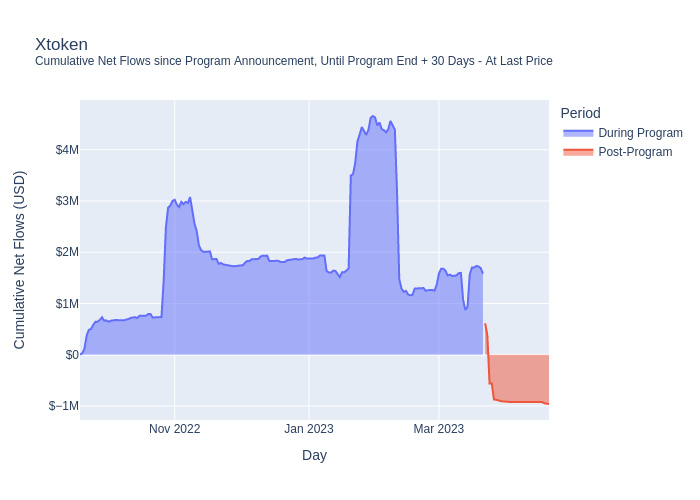 Xtoken
Cumulative Net Flows since Program Announcement, Until Program End + 30 Days - At Last Price
Period
During Program
Post-Program
Cumulative Net Flows (USD)
$4M
$3M
$2M
$1M
$0
$−1M
Nov 2022
Jan 2023
Mar 2023
Day